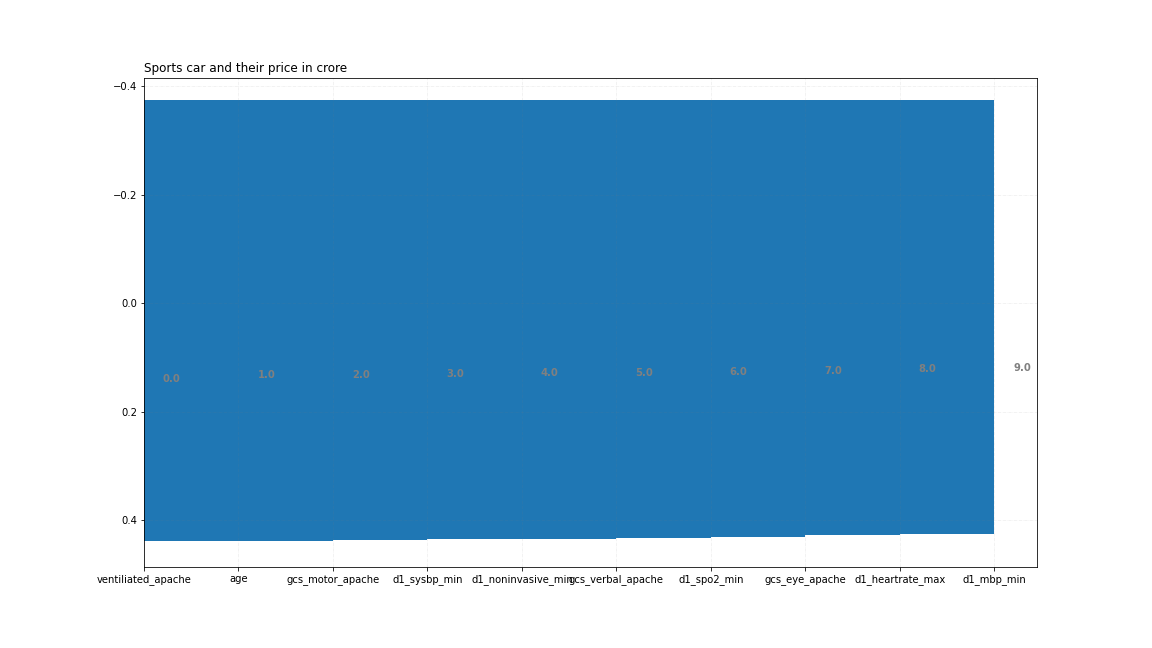 Sports car and their price in crore
−0.4
−0.2
0.0
0.2
0.4
0.0 1.0 2.0 3.0 4.0 5.0 6.0 7.0 8.0 9.0
ventiliated_apache age gcs_motor_apache d1_sysbp_min d1_noninvasive_min gcs_verbal_apache d1_spo2_min gcs_eye_apache d1_heartrate_max d1_mbp_min